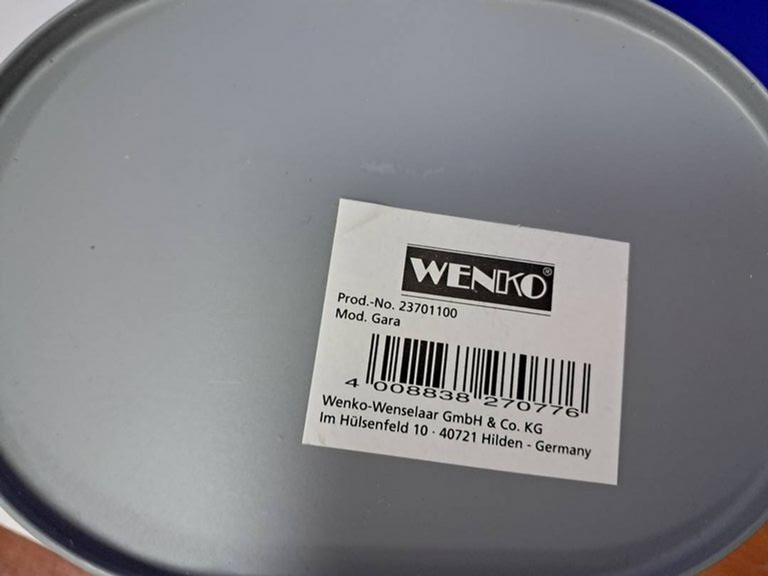 WENKO®
Prod.-No. 23701100
Mod. Gara
4 008838 270776
Wenko-Wenselaar GmbH & Co. KG
Im Hülsenfeld 10 · 40721 Hilden - Germany